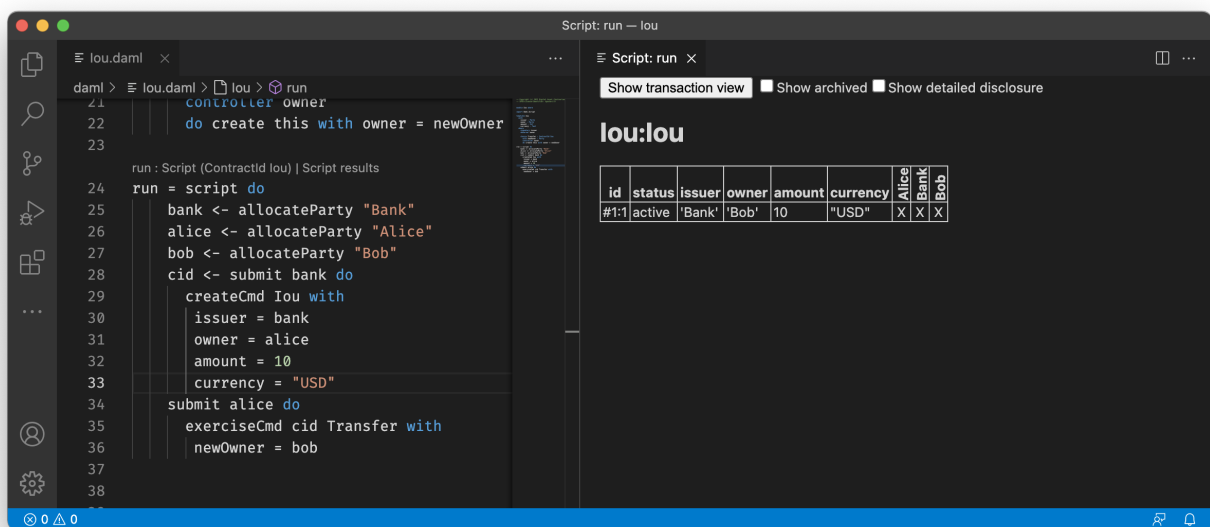 Script: run — Iou
Iou.daml
daml > Iou.daml > Iou > run
21 controller owner
22 do create this with owner = newOwner
23
run : Script (ContractId Iou) | Script results
24 run = script do
25 bank <- allocateParty "Bank"
26 alice <- allocateParty "Alice"
27 bob <- allocateParty "Bob"
28 cid <- submit bank do
29 createCmd Iou with
30 issuer = bank
31 owner = alice
32 amount = 10
33 currency = "USD"
34 submit alice do
35 exerciseCmd cid Transfer with
36 newOwner = bob
37
38
Script: run
Show transaction view Show archived Show detailed disclosure
Iou:Iou
id status issuer owner amount currency Alice Bank Bob
#1:1 active 'Bank' 'Bob' 10 "USD" X X X
0 0